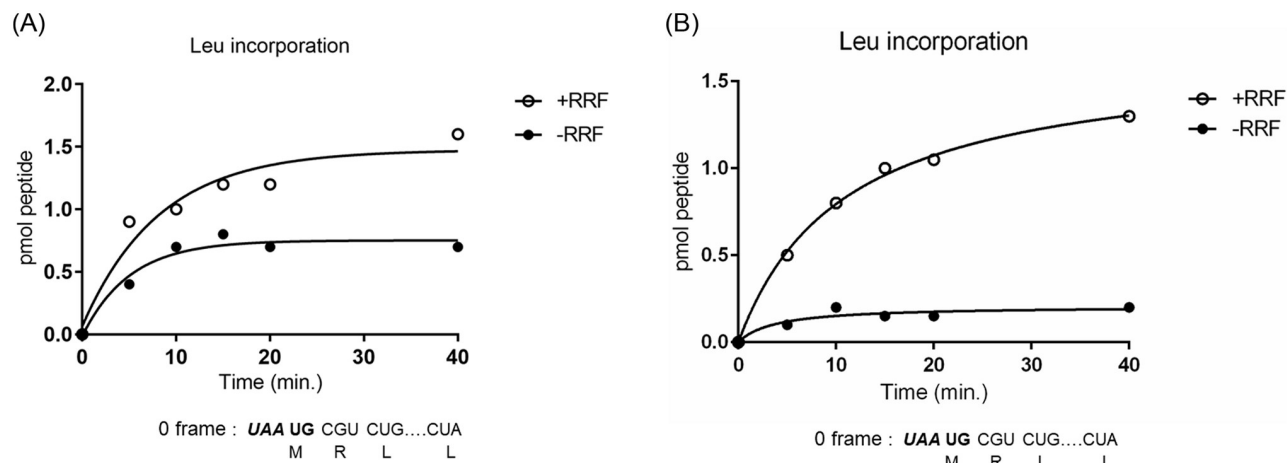 (A)
Leu incorporation
2.0
1.5
1.0
0.5
0.0
pmol peptide
0 10 20 30 40
Time (min.)
+RRF
-RRF
0 frame : UAA UG CGU CUG....CUA
M R L L
(B)
Leu incorporation
1.5
1.0
0.5
0.0
pmol peptide
0 10 20 30 40
Time (min.)
+RRF
-RRF
0 frame : UAA UG CGU CUG....CUA
M R L L